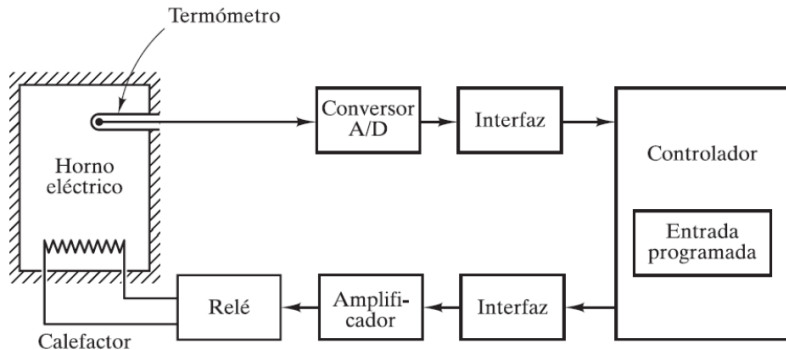 Termómetro
Conversor
A/D
Interfaz
Controlador
Horno
eléctrico
Entrada
programada
Relé
Amplifi-
cador
Interfaz
Calefactor